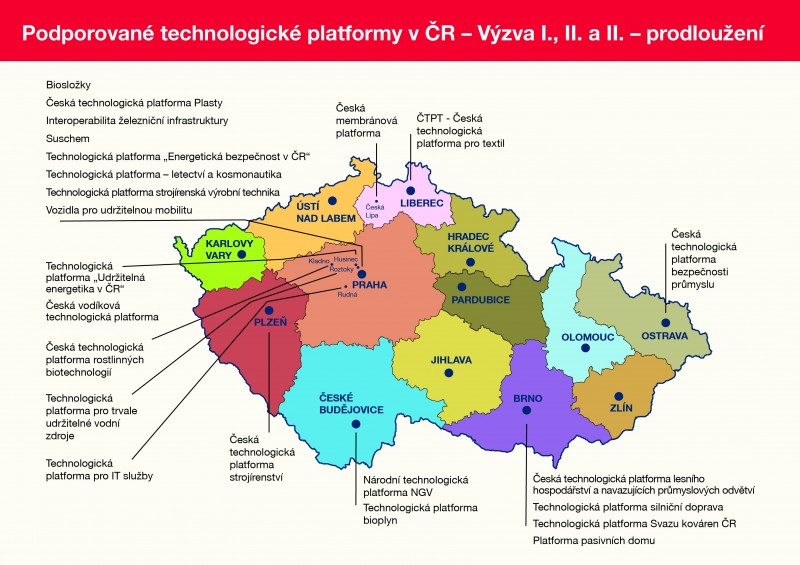 Podporované technologické platformy v ČR – Výzva I., II. a II. – prodloužení
Biosložky
Česká technologická platforma Plasty
Interoperabilita železniční infrastruktury
Suschem
Technologická platforma „Energetická bezpečnost v ČR“
Technologická platforma – letectví a kosmonautika
Technologická platforma strojírenská výrobní technika
Vozidla pro udržitelnou mobilitu
Česká
membránová
platforma
ČTPT - Česká
technologická
platforma pro textil
Česká
technologická
platforma
bezpečnosti
průmyslu
Technologická
platforma „Udržitelná
energetika v ČR“
Česká vodíková
technologická platforma
Česká technologická
platforma rostlinných
biotechnologií
Technologická
platforma pro trvale
udržitelné vodní
zdroje
Technologická
platforma pro IT služby
ÚSTÍ
NAD LABEM
Česká
Lípa
LIBEREC
KARLOVY
VARY
HRADEC
KRÁLOVÉ
Kladno
Husinec
Roztoky
PRAHA
Rudná
PARDUBICE
PLZEŇ
OLOMOUC
OSTRAVA
JIHLAVA
ČESKÉ
BUDĚJOVICE
BRNO
ZLÍN
Česká
technologická
platforma
strojírenství
Národní technologická
platforma NGV
Technologická platforma
bioplyn
Česká technologická platforma lesního
hospodářství a navazujících průmyslových odvětví
Technologická platforma silniční doprava
Technologická platforma Svazu kováren ČR
Platforma pasivních domu